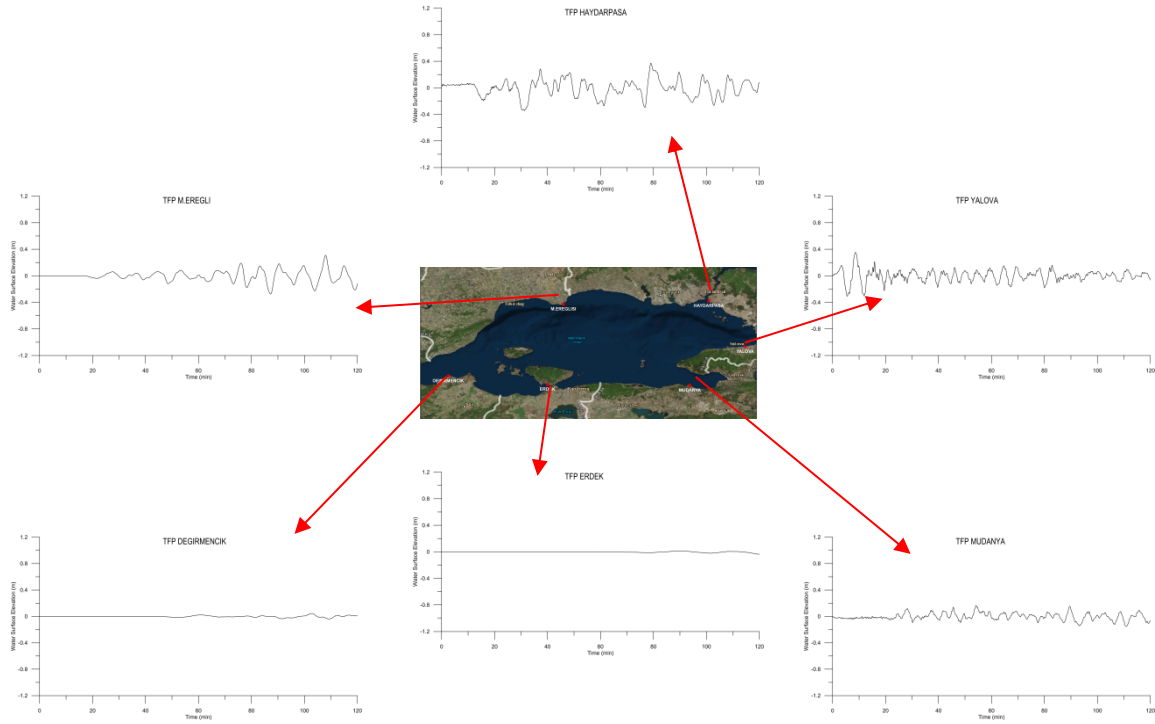 TFP HAYDARPASA
Water Surface Elevation (m)
1.2
0.8
0.4
0
-0.4
-0.8
-1.2
0 20 40 60 80 100 120
Time (min)
TFP M.EREGLI
Water Surface Elevation (m)
1.2
0.8
0.4
0
-0.4
-0.8
-1.2
0 20 40 60 80 100 120
Time (min)
TFP YALOVA
Water Surface Elevation (m)
1.2
0.8
0.4
0
-0.4
-0.8
-1.2
0 20 40 60 80 100 120
Time (min)
M.EREGLISI
HAYDARPASA
YALOVA
DEGIRMENCIK
ERDEK
MUDANYA
TFP ERDEK
Water Surface Elevation (m)
1.2
0.8
0.4
0
-0.4
-0.8
-1.2
0 20 40 60 80 100 120
Time (min)
TFP DEGIRMENCIK
Water Surface Elevation (m)
1.2
0.8
0.4
0
-0.4
-0.8
-1.2
0 20 40 60 80 100 120
Time (min)
TFP MUDANYA
Water Surface Elevation (m)
1.2
0.8
0.4
0
-0.4
-0.8
-1.2
0 20 40 60 80 100 120
Time (min)